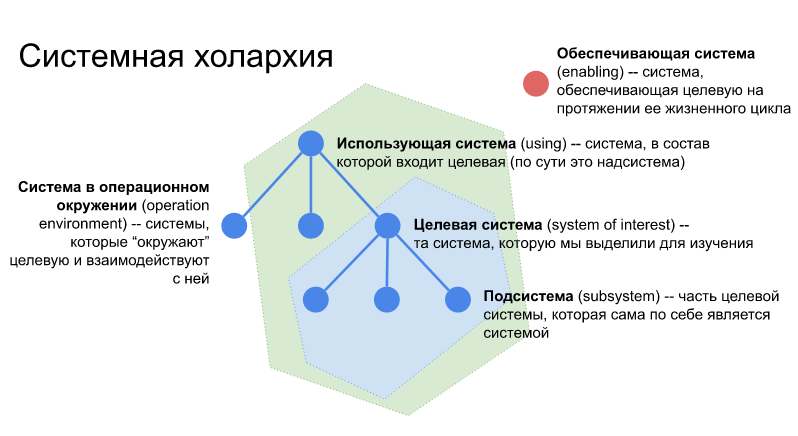 Системная холархия
Обеспечивающая система
(enabling) -- система,
обеспечивающая целевую на
протяжении ее жизненного цикла
Использующая система (using) -- система, в состав
которой входит целевая (по сути это надсистема)
Система в операционном
окружении (operation
environment) -- системы,
которые “окружают”
целевую и взаимодействуют
с ней
Целевая система (system of interest) --
та система, которую мы выделили для изучения
Подсистема (subsystem) -- часть целевой
системы, которая сама по себе является
системой